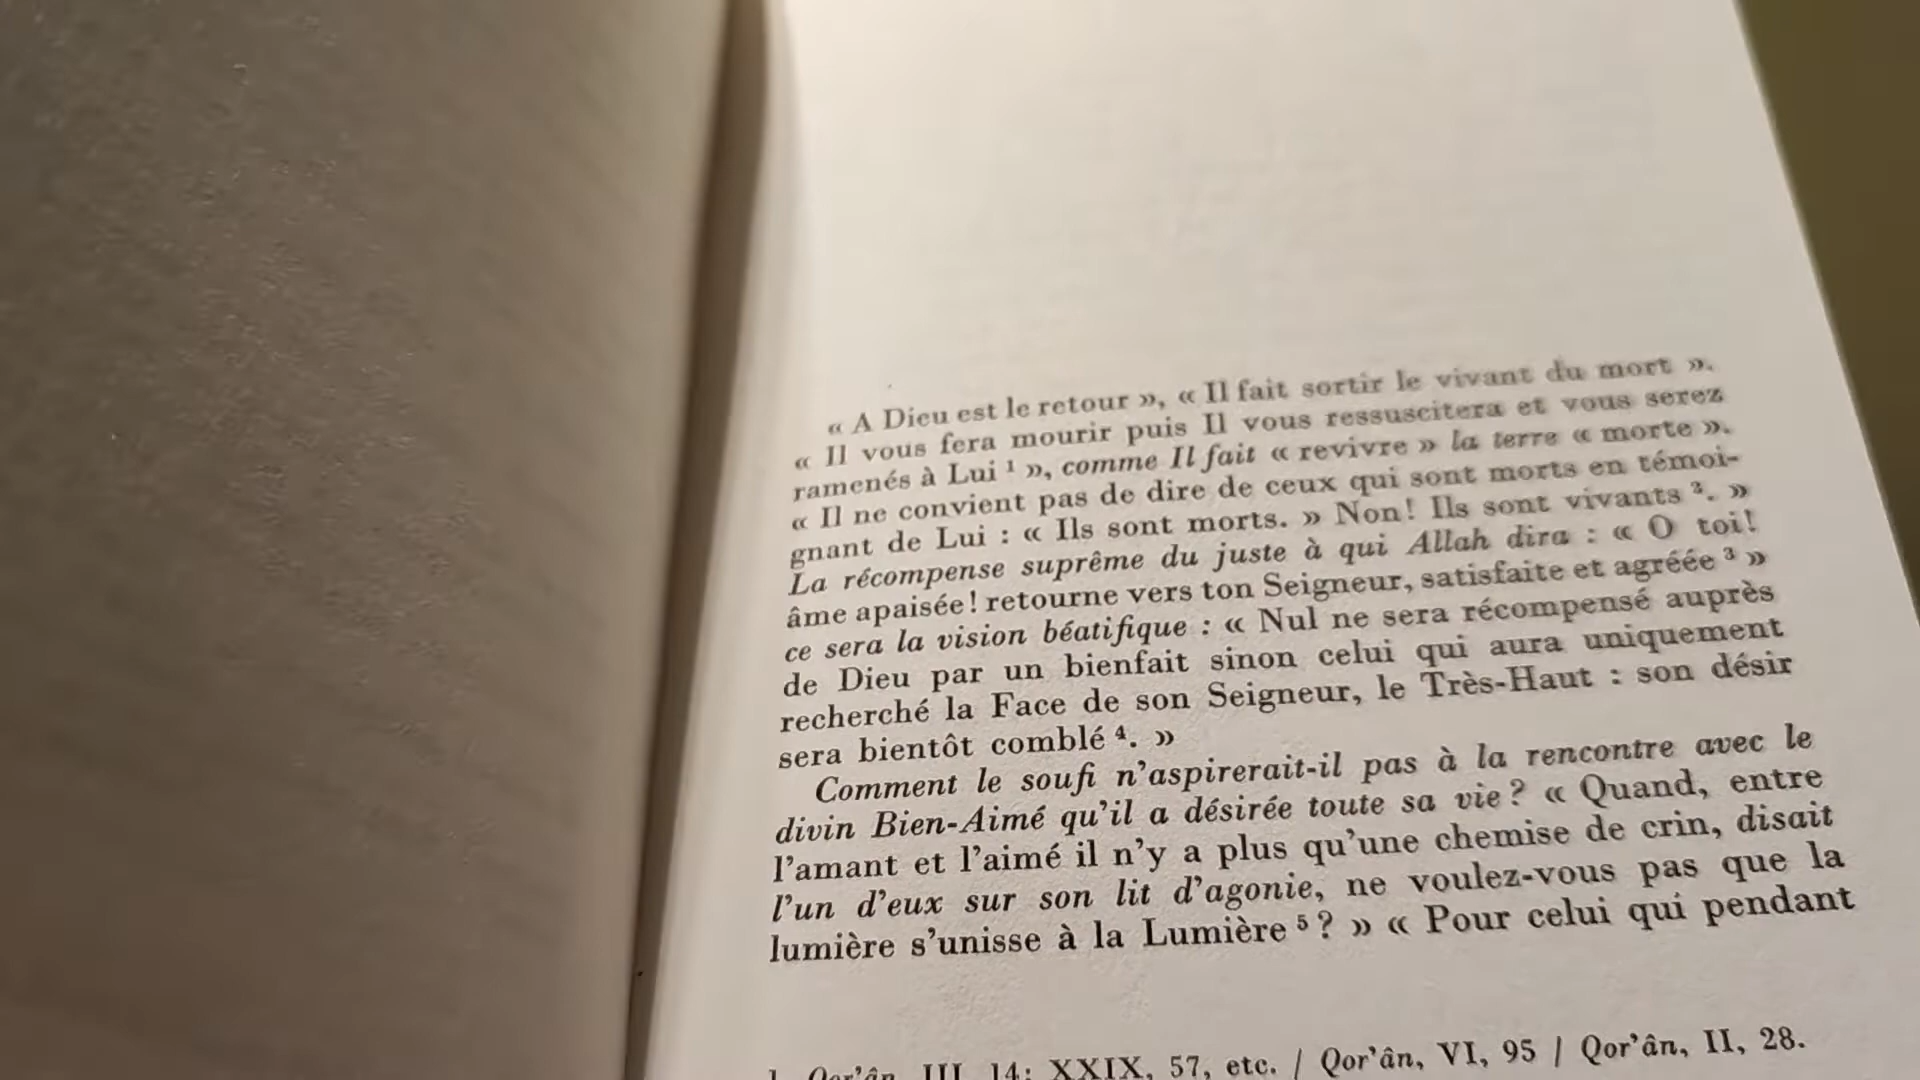 « A Dieu est le retour », « Il fait sortir le vivant du mort ».
« Il vous fera mourir puis Il vous ressuscitera et vous serez
ramenés à Lui ¹ », comme Il fait « revivre » la terre « morte ».
« Il ne convient pas de dire de ceux qui sont morts en témoi-
gnant de Lui : « Ils sont morts. » Non! Ils sont vivants ². »
La récompense suprême du juste à qui Allah dira : « O toi!
âme apaisée! retourne vers ton Seigneur, satisfaite et agréée ³ »
ce sera la vision béatifique : « Nul ne sera récompensé auprès
de Dieu par un bienfait sinon celui qui aura uniquement
recherché la Face de son Seigneur, le Très-Haut : son désir
sera bientôt comblé ⁴. »
Comment le soufi n'aspirerait-il pas à la rencontre avec le
divin Bien-Aimé qu'il a désirée toute sa vie? « Quand, entre
l'amant et l'aimé il n'y a plus qu'une chemise de crin, disait
l'un d'eux sur son lit d'agonie, ne voulez-vous pas que la
lumière s'unisse à la Lumière ⁵? » « Pour celui qui pendant
1. Qor'ân, III, 14; XXIX, 57, etc. / Qor'ân, VI, 95 / Qor'ân, II, 28.